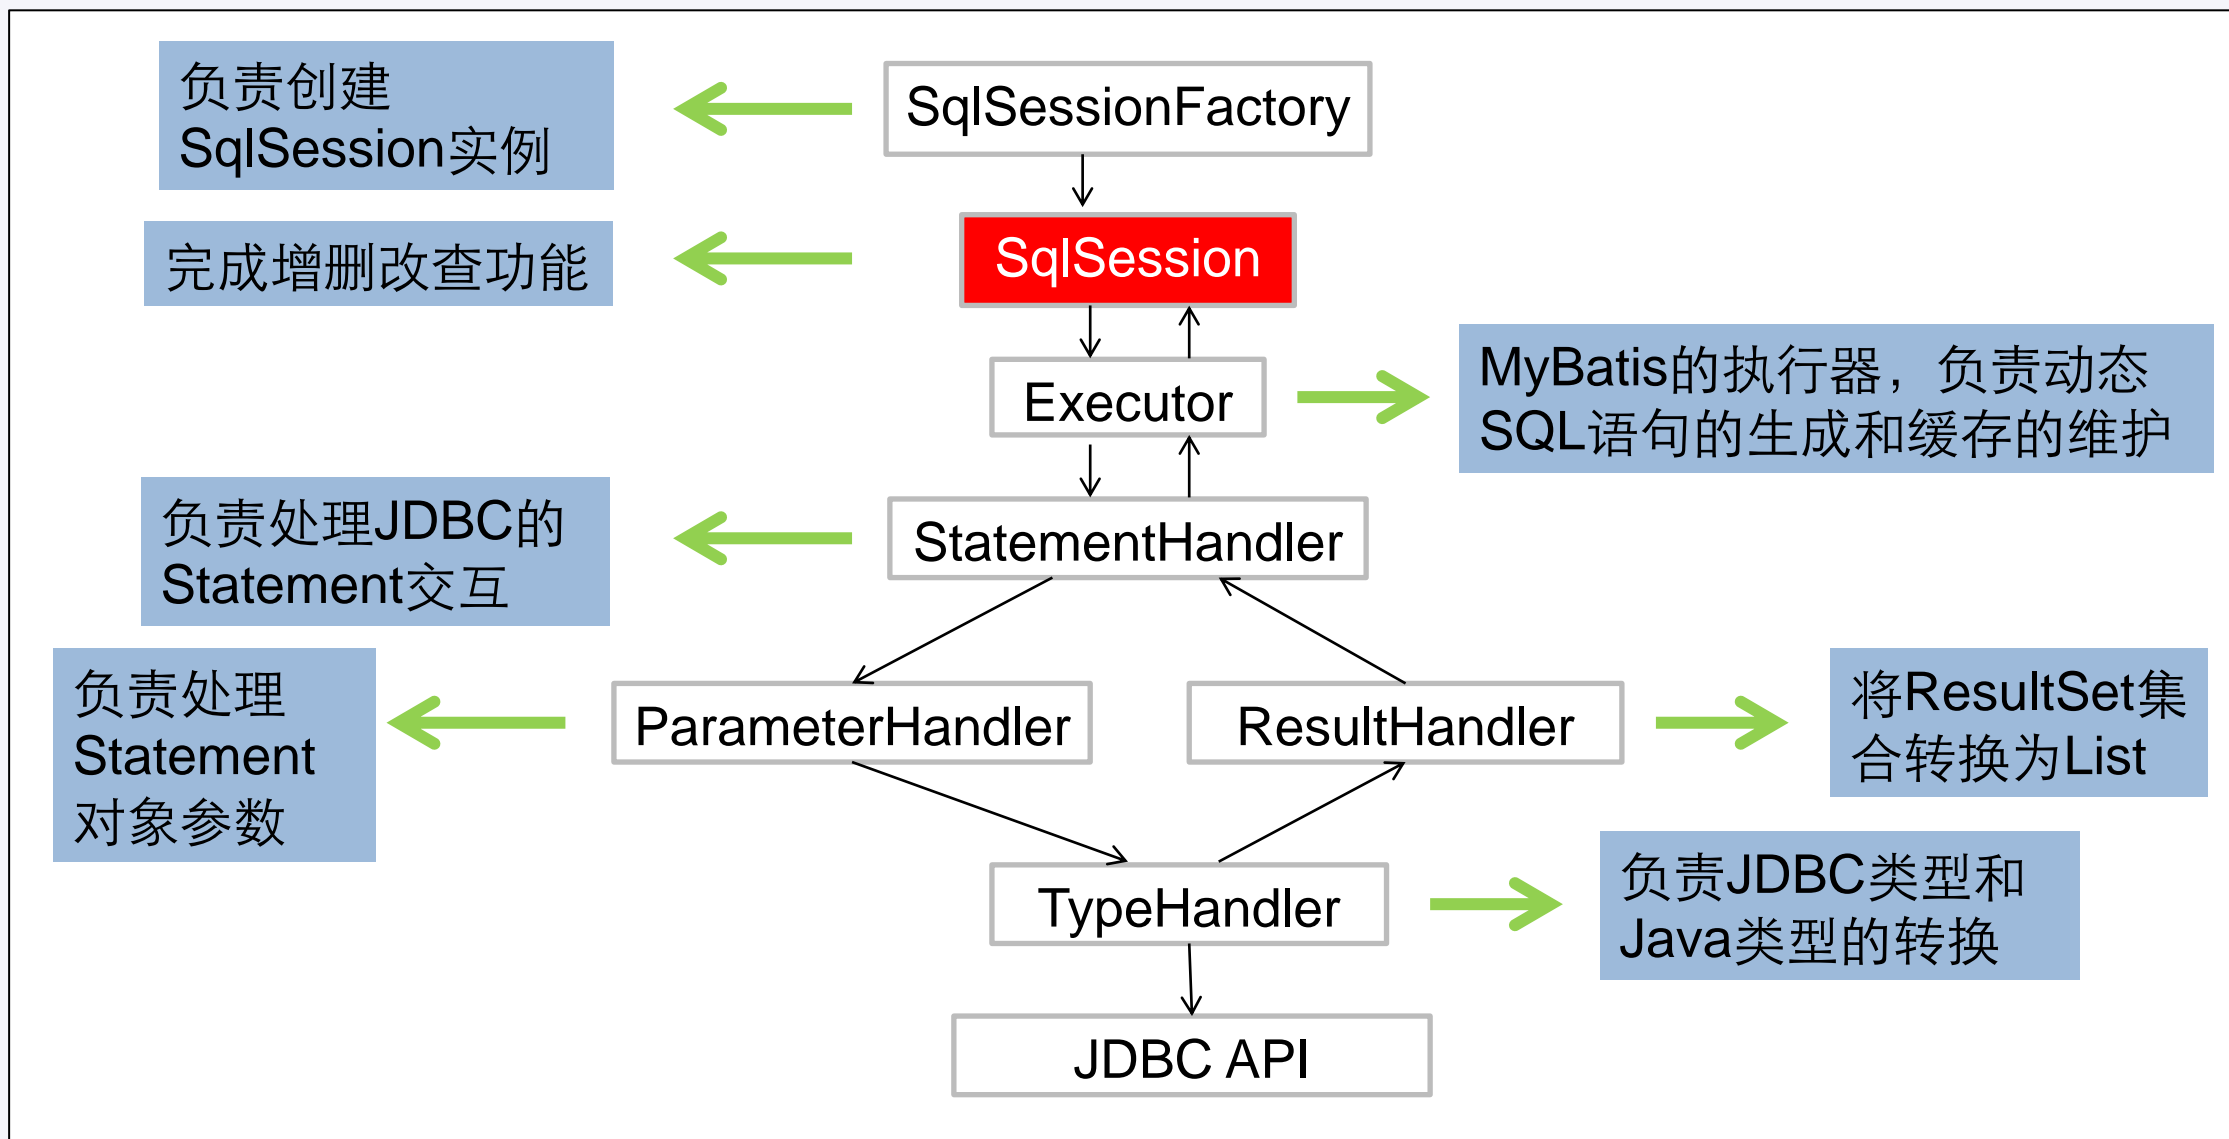 负责创建
SqlSession实例
SqlSessionFactory
完成增删改查功能
SqlSession
Executor
MyBatis的执行器，负责动态
SQL语句的生成和缓存的维护
负责处理JDBC的
Statement交互
StatementHandler
负责处理
Statement
对象参数
ParameterHandler
ResultHandler
将ResultSet集
合转换为List
TypeHandler
负责JDBC类型和
Java类型的转换
JDBC API